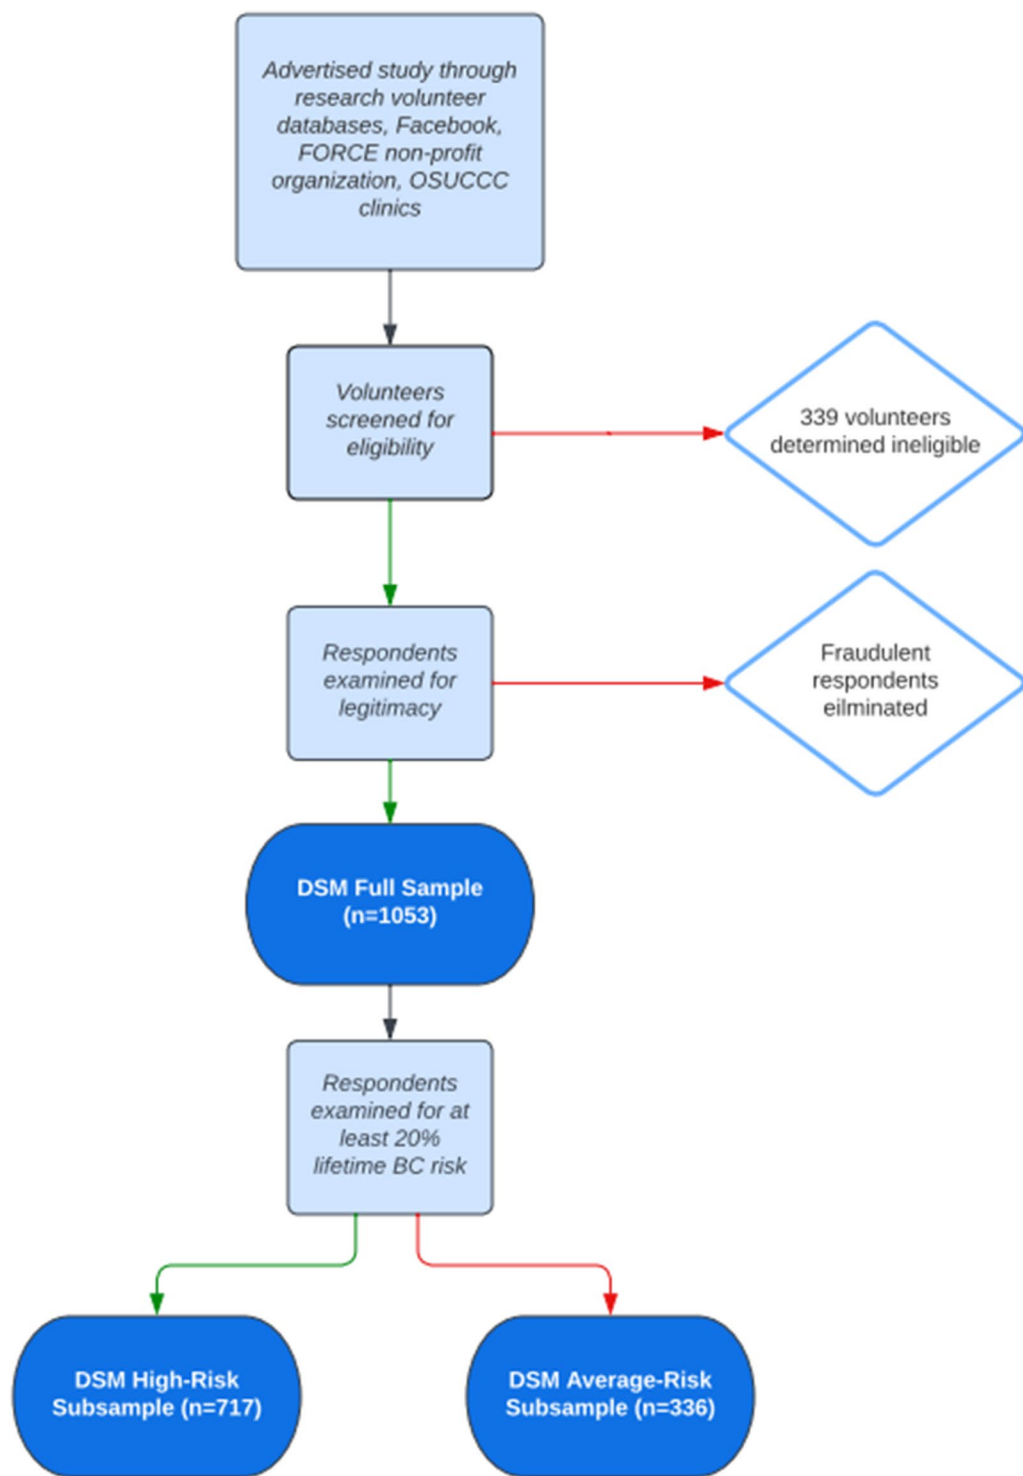 Advertised study through
research volunteer
databases, Facebook,
FORCE non-profit
organization, OSUCCC
clinics
Volunteers
screened for
eligibility
339 volunteers
determined ineligible
Respondents
examined for
legitimacy
Fraudulent
respondents
eilminated
DSM Full Sample
(n=1053)
Respondents
examined for at
least 20%
lifetime BC risk
DSM High-Risk
Subsample (n=717)
DSM Average-Risk
Subsample (n=336)